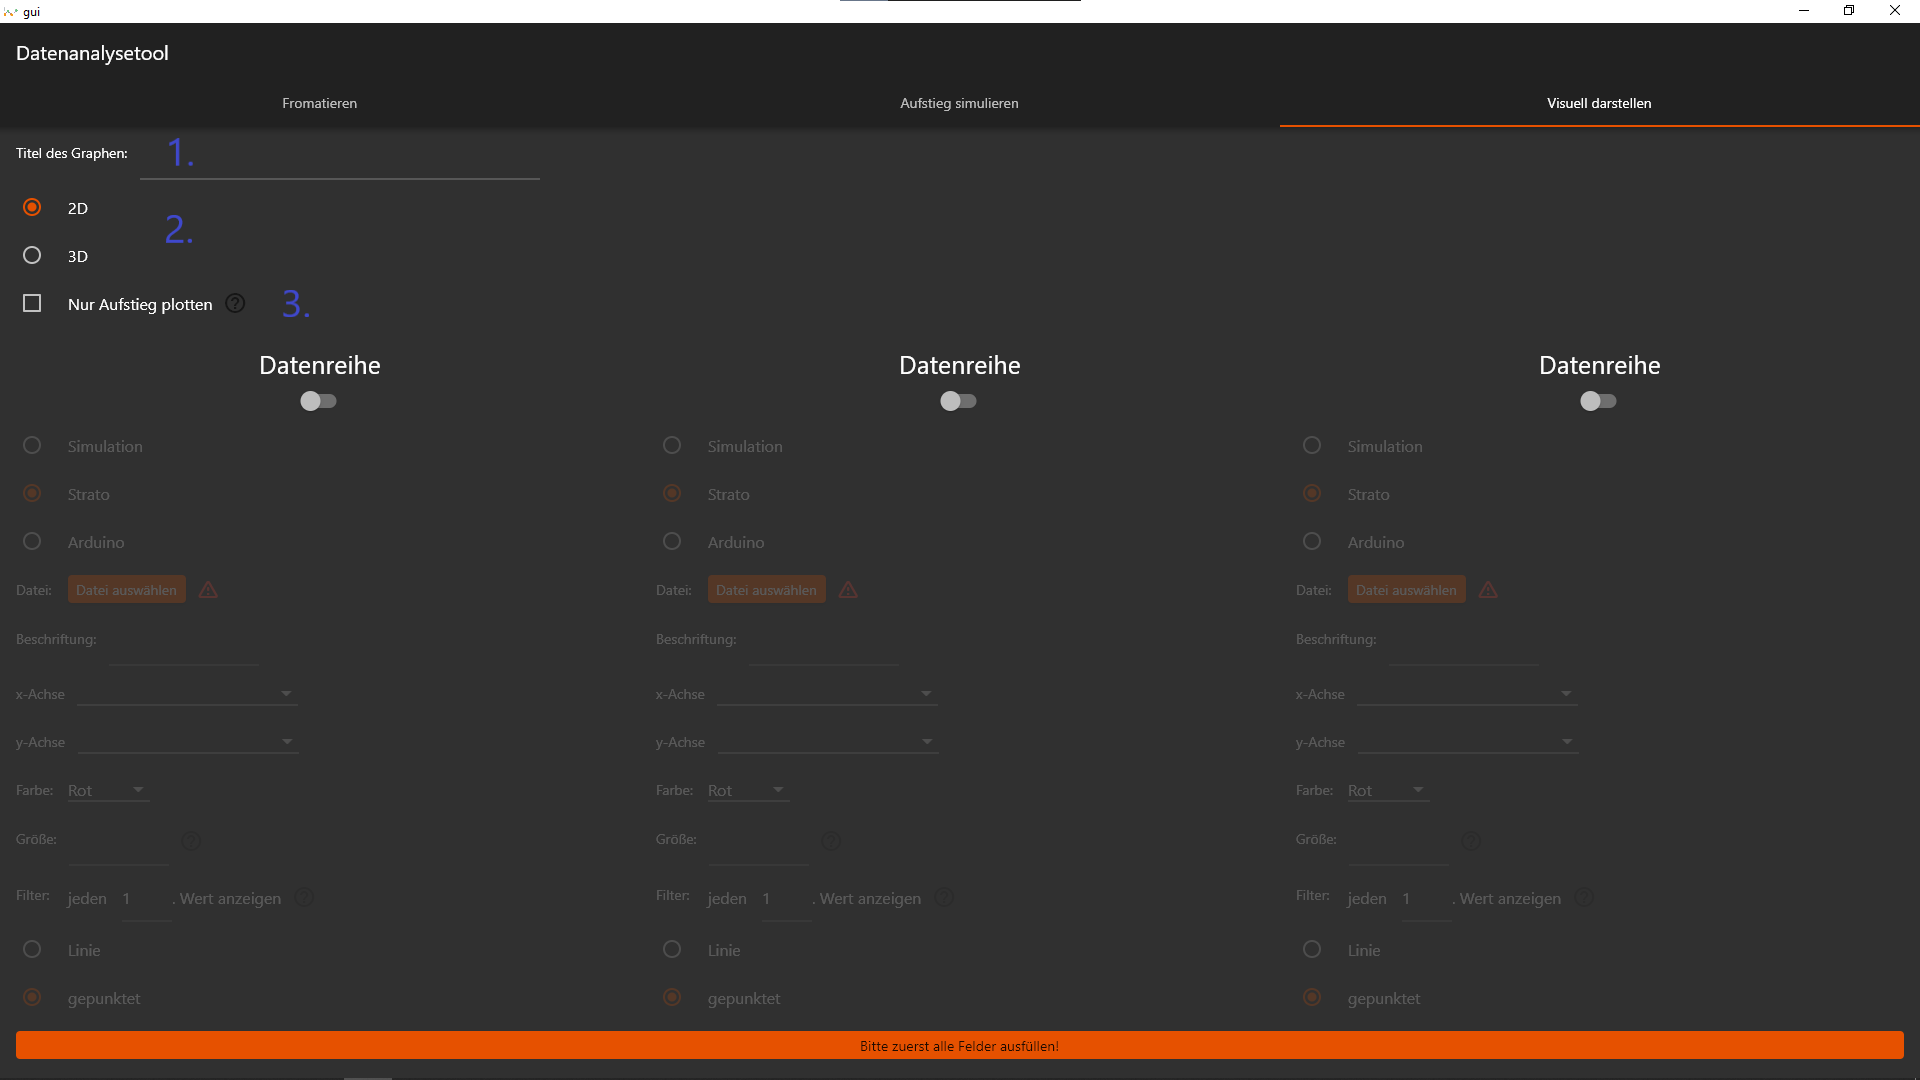 gui
Datenanalysetool
Fromatieren Aufstieg simulieren Visuell darstellen
Titel des Graphen: 1.
2D
2.
3D
Nur Aufstieg plotten ? 3.
Datenreihe Datenreihe Datenreihe
Simulation Simulation Simulation
Strato Strato Strato
Arduino Arduino Arduino
Datei: Datei auswählen Datei: Datei auswählen Datei: Datei auswählen
Beschriftung: Beschriftung: Beschriftung:
x-Achse x-Achse x-Achse
y-Achse y-Achse y-Achse
Farbe: Rot Farbe: Rot Farbe: Rot
Größe: ? Größe: ? Größe: ?
Filter: jeden 1 . Wert anzeigen ? Filter: jeden 1 . Wert anzeigen ? Filter: jeden 1 . Wert anzeigen ?
Linie Linie Linie
gepunktet gepunktet gepunktet
Bitte zuerst alle Felder ausfüllen!